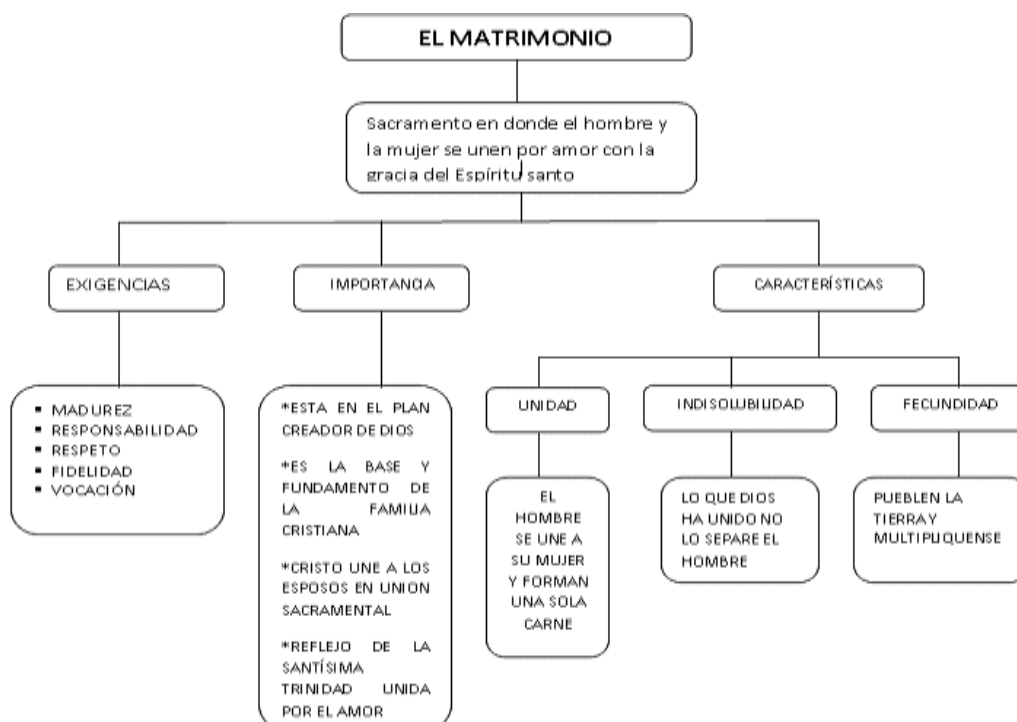 EL MATRIMONIO
Sacramento en donde el hombre y
la mujer se unen por amor con la
gracia del Espíritu santo
EXIGENCIAS
IMPORTANCIA
CARACTERÍSTICAS
▪ MADUREZ
▪ RESPONSABILIDAD
▪ RESPETO
▪ FIDELIDAD
▪ VOCACIÓN
*ESTA EN EL PLAN
CREADOR DE DIOS
*ES LA BASE Y
FUNDAMENTO DE
LA FAMILIA
CRISTIANA
*CRISTO UNE A LOS
ESPOSOS EN UNION
SACRAMENTAL
*REFLEJO DE LA
SANTÍSIMA
TRINIDAD UNIDA
POR EL AMOR
UNIDAD
INDISOLUBILIDAD
FECUNDIDAD
EL
HOMBRE
SE UNE A
SU MUJER
Y FORMAN
UNA SOLA
CARNE
LO QUE DIOS
HA UNIDO NO
LO SEPARE EL
HOMBRE
PUEBLEN LA
TIERRA Y
MULTIPLIQUENSE